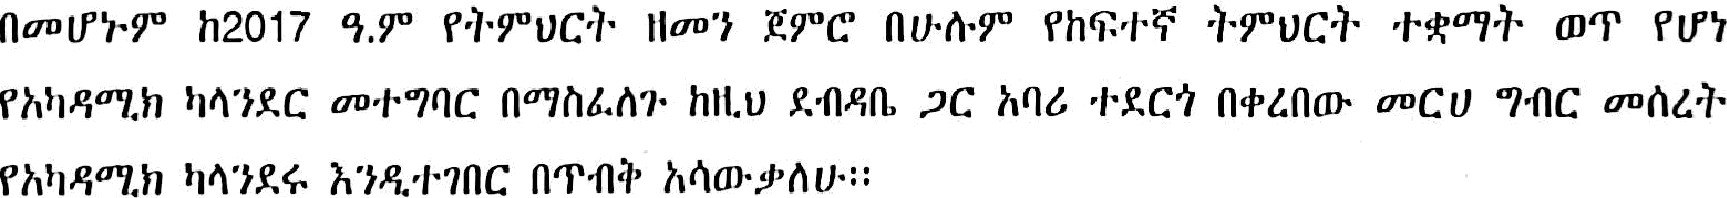 በመሆኑም ከ2017 ዓ.ም የትምህርት ዘመን ጀምሮ በሁሉም የከፍተኛ ትምህርት ተቋማት ወጥ የሆነ
የአካዳሚክ ካላንደር መተግባር በማስፈለጉ ከዚህ ደብዳቤ ጋር አባሪ ተደርጎ በቀረበው መርሀ ግብር መሰረት
የአካዳሚክ ካላንደሩ እንዲተገበር በጥብቅ አሳውቃለሁ፡፡